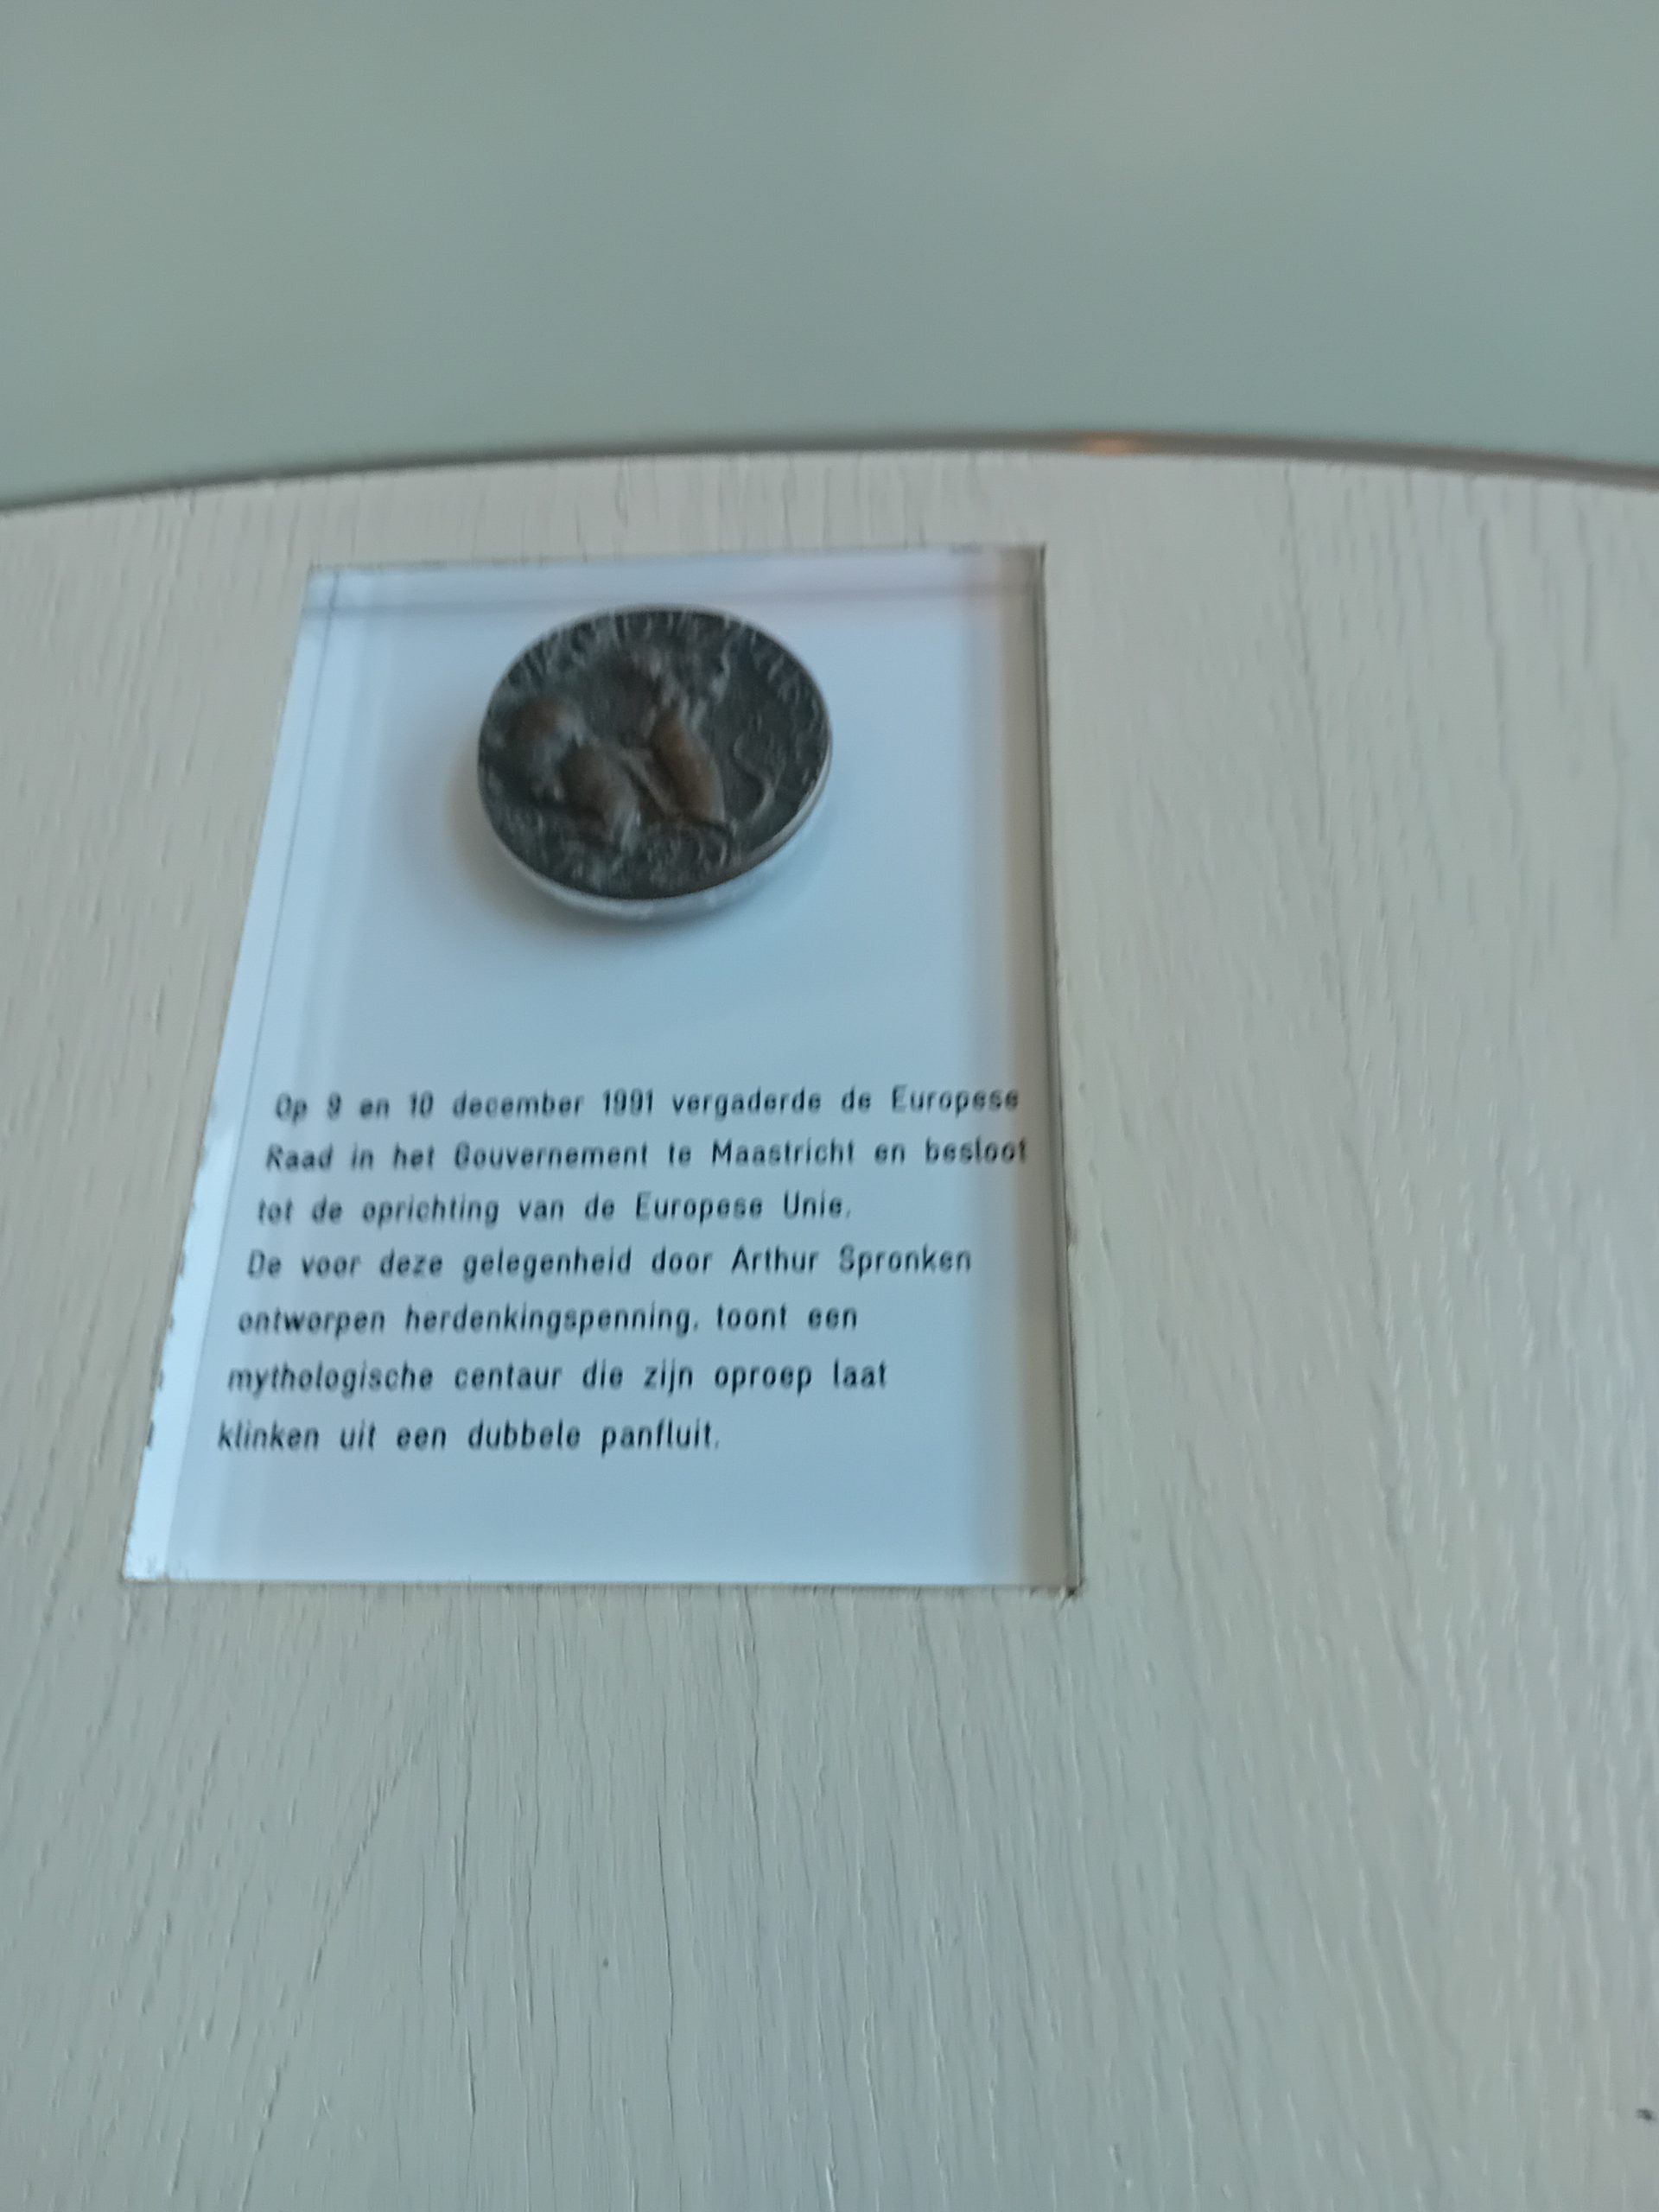 Op 9 en 10 december 1991 vergaderde de Europese
Raad in het Gouvernement te Maastricht en besloot
tot de oprichting van de Europese Unie.
De voor deze gelegenheid door Arthur Spronken
ontworpen herdenkingspenning, toont een
mythologische centaur die zijn oproep laat
klinken uit een dubbele panfluit.